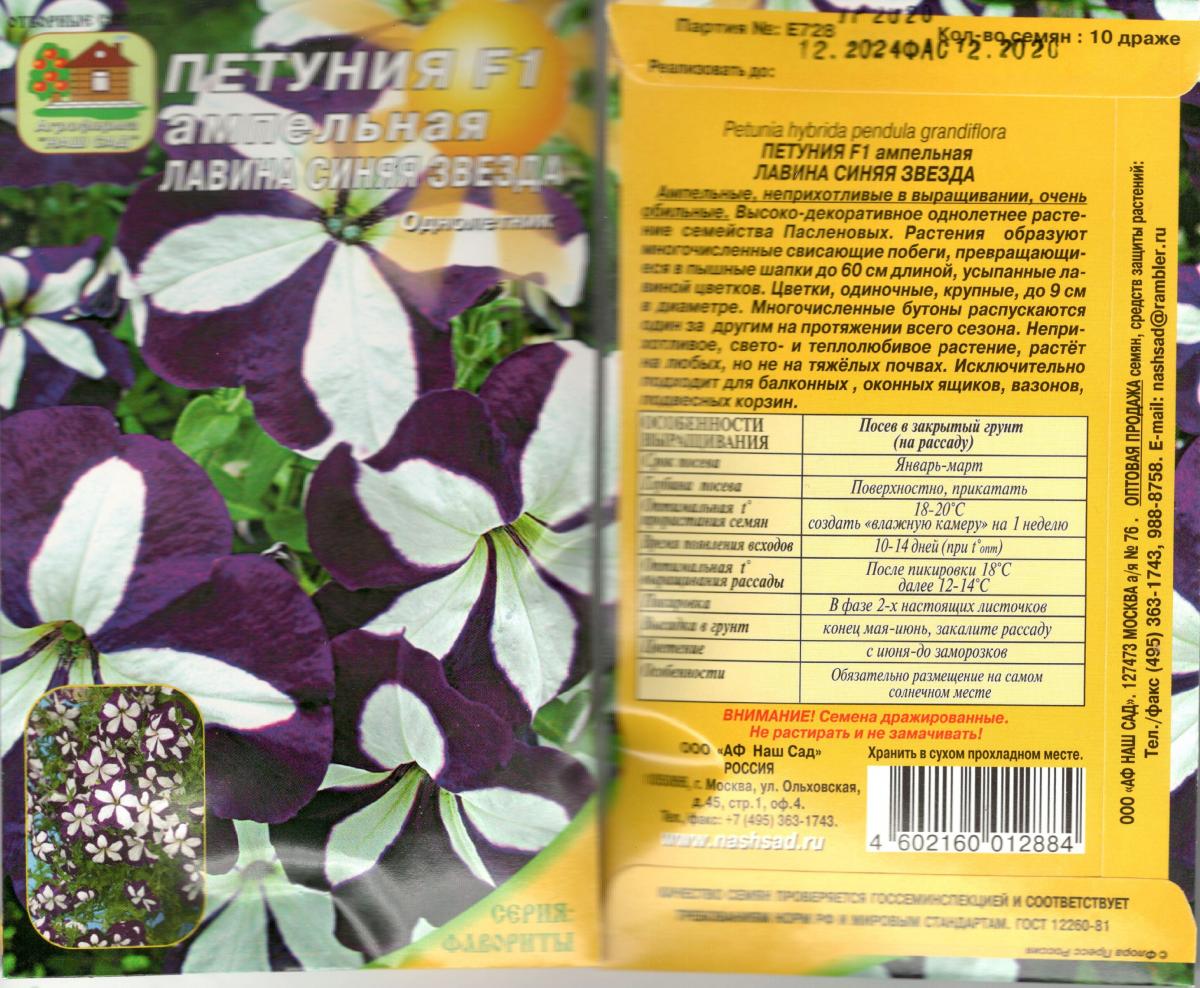 ОТБОРНЫЕ СЕМЕНА
Агрофирма
"НАШ САД"
ПЕТУНИЯ F1
ампельная
ЛАВИНА СИНЯЯ ЗВЕЗДА
Однолетник
СЕРИЯ:
ФАВОРИТЫ
11 2020
Партия №: Е728
Кол-во семян : 10 драже
12.2024ФАС 12.2020
Реализовать до:
Petunia hybrida pendula grandiflora
ПЕТУНИЯ F1 ампельная
ЛАВИНА СИНЯЯ ЗВЕЗДА
Ампельные, неприхотливые в выращивании, очень
обильные. Высоко-декоративное однолетнее расте-
ние семейства Пасленовых. Растения образуют
многочисленные свисающие побеги, превращающи-
еся в пышные шапки до 60 см длиной, усыпанные ла-
виной цветков. Цветки, одиночные, крупные, до 9 см
в диаметре. Многочисленные бутоны распускаются
один за другим на протяжении всего сезона. Непри-
хотливое, свето- и теплолюбивое растение, растёт
на любых, но не на тяжёлых почвах. Исключительно
подходит для балконных , оконных ящиков, вазонов,
подвесных корзин.
ОСОБЕННОСТИ ВЫРАЩИВАНИЯ
Посев в закрытый грунт
(на рассаду)
Срок посева
Январь-март
Глубина посева
Поверхностно, прикатать
Оптимальная t°
прорастания семян
18-20°С
создать «влажную камеру» на 1 неделю
Время появления всходов
10-14 дней (при t°опт)
Оптимальная t°
выращивания рассады
После пикировки 18°С
далее 12-14°С
Пикировка
В фазе 2-х настоящих листочков
Высадка в грунт
конец мая-июнь, закалите рассаду
Цветение
с июня-до заморозков
Особенности
Обязательно размещение на самом
солнечном месте
ВНИМАНИЕ! Семена дражированные.
Не растирать и не замачивать!
ООО «АФ Наш Сад»
РОССИЯ
г. Москва, ул. Ольховская,
д.45, стр.1, оф.4.
Тел./факс: +7 (495) 363-1743.
www.nashsad.ru
Хранить в сухом прохладном месте.
4 602160 012884
ООО «АФ НАШ САД». 127473 МОСКВА а/я № 76 . ОПТОВАЯ ПРОДАЖА семян, средств защиты растений:
Тел./факс (495) 363-1743, 988-8758. E-mail: nashsad@rambler.ru
КАЧЕСТВО СЕМЯН ПРОВЕРЯЕТСЯ ГОССЕМИНСПЕКЦИЕЙ И СООТВЕТСТВУЕТ
ТРЕБОВАНИЯМ НОРМ РФ И МИРОВЫМ СТАНДАРТАМ. ГОСТ 12260-81
© Флора Пресс Россия